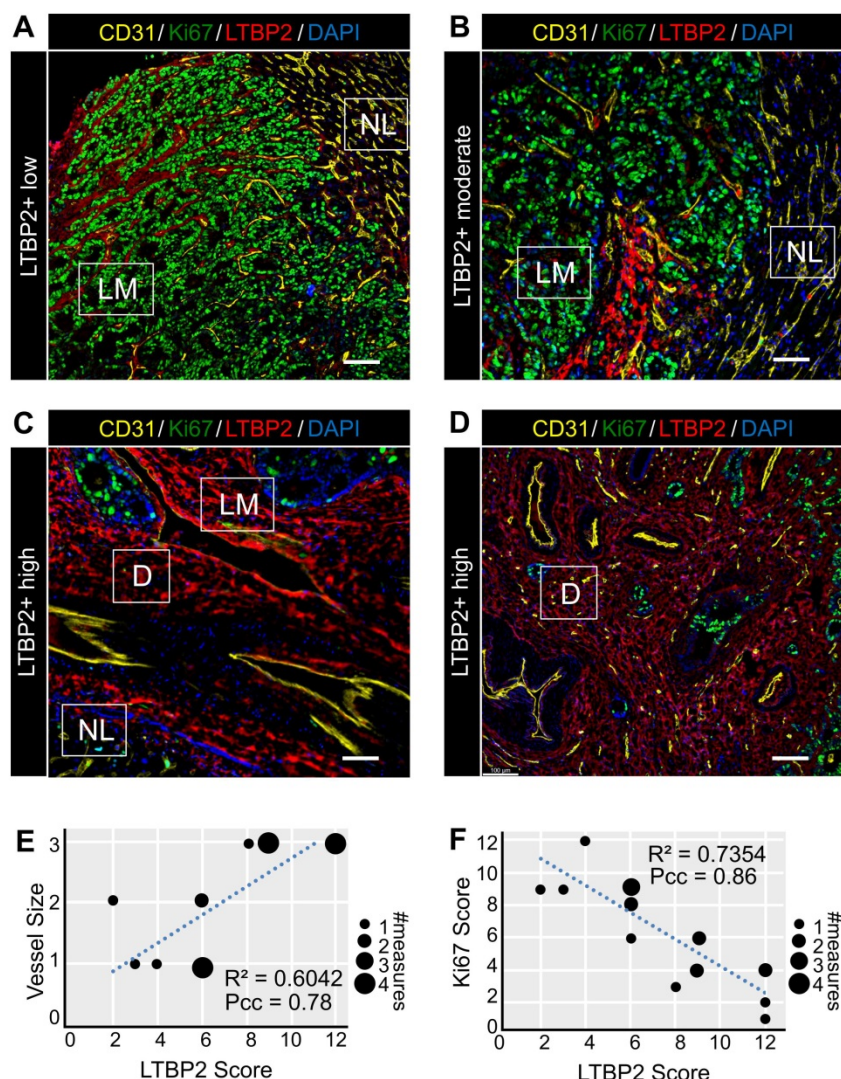 A
CD31/Ki67/LTBP2/DAPI
LTBP2+ low
NL
LM
B
CD31/Ki67/LTBP2/DAPI
LTBP2+ moderate
LM
NL
C
CD31/Ki67/LTBP2/DAPI
LTBP2+ high
LM
D
NL
D
CD31/Ki67/LTBP2/DAPI
LTBP2+ high
D
100 µm
E
3
2
1
0
Vessel Size
R² = 0.6042
Pcc = 0.78
1
2
3
4
#measures
0 2 4 6 8 10 12
LTBP2 Score
F
12
10
8
6
4
2
0
Ki67 Score
R² = 0.7354
Pcc = 0.86
1
2
3
4
#measures
0 2 4 6 8 10 12
LTBP2 Score